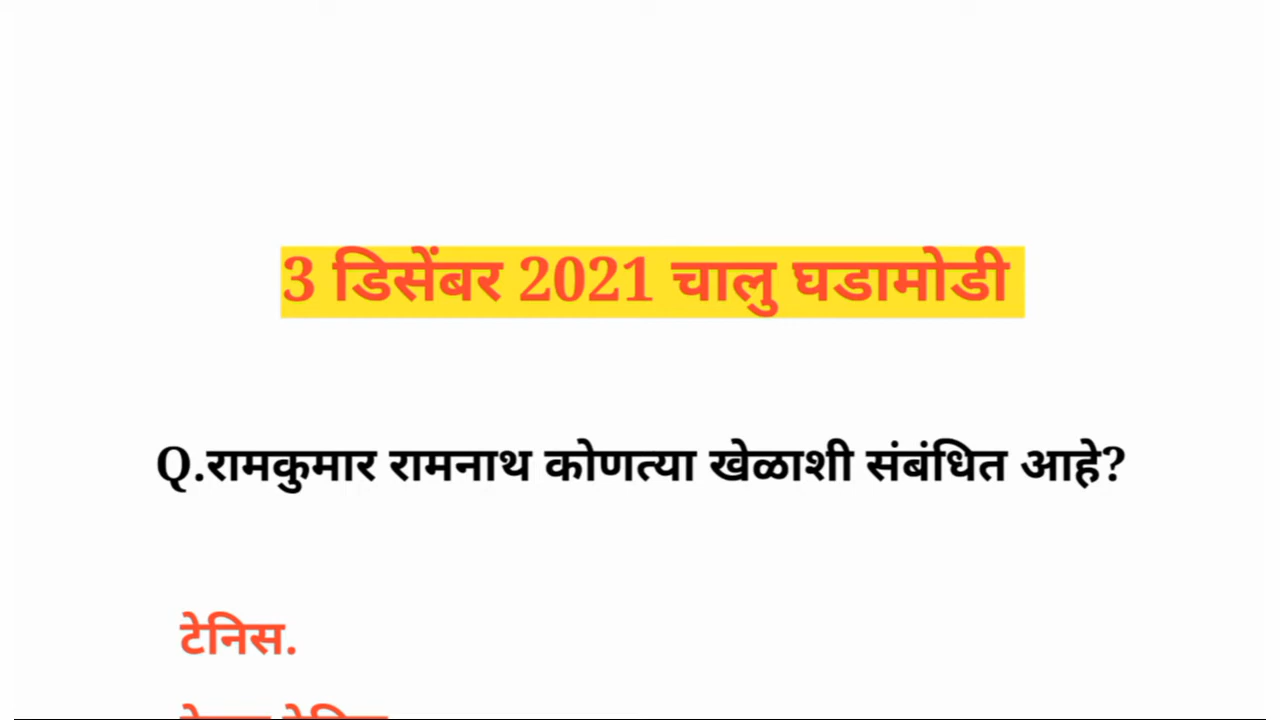 3 डिसेंबर 2021 चालु घडामोडी
Q.रामकुमार रामनाथ कोणत्या खेळाशी संबंधित आहे?
टेनिस.